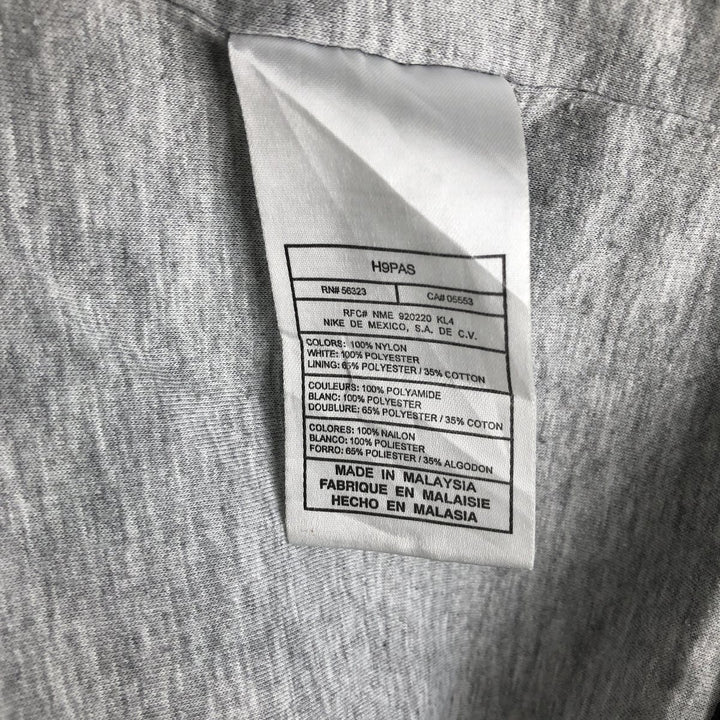 H9PAS
RN# 56323 CA# 05553
RFC# NME 920220 KL4
NIKE DE MEXICO, S.A. DE C.V.
COLORS: 100% NYLON
WHITE: 100% POLYESTER
LINING: 65% POLYESTER / 35% COTTON
COULEURS: 100% POLYAMIDE
BLANC: 100% POLYESTER
DOUBLURE: 65% POLYESTER / 35% COTON
COLORES: 100% NAILON
BLANCO: 100% POLIESTER
FORRO: 65% POLIESTER / 35% ALGODON
MADE IN MALAYSIA
FABRIQUE EN MALAISIE
HECHO EN MALASIA